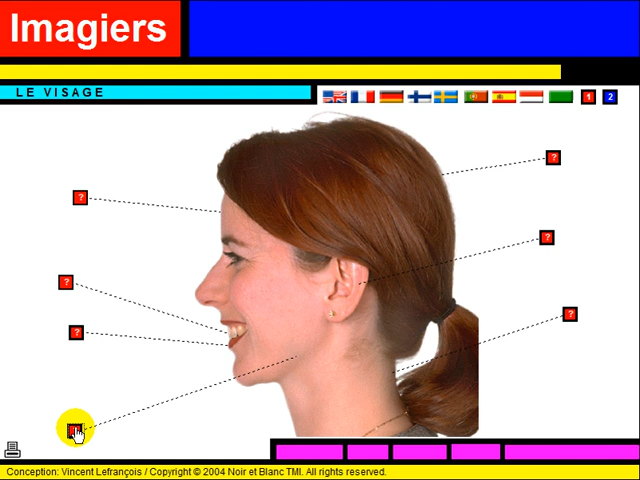 Imagiers
LE VISAGE
1 2
?
?
?
?
?
?
Conception: Vincent Lefrançois / Copyright © 2004 Noir et Blanc TMI. All rights reserved.